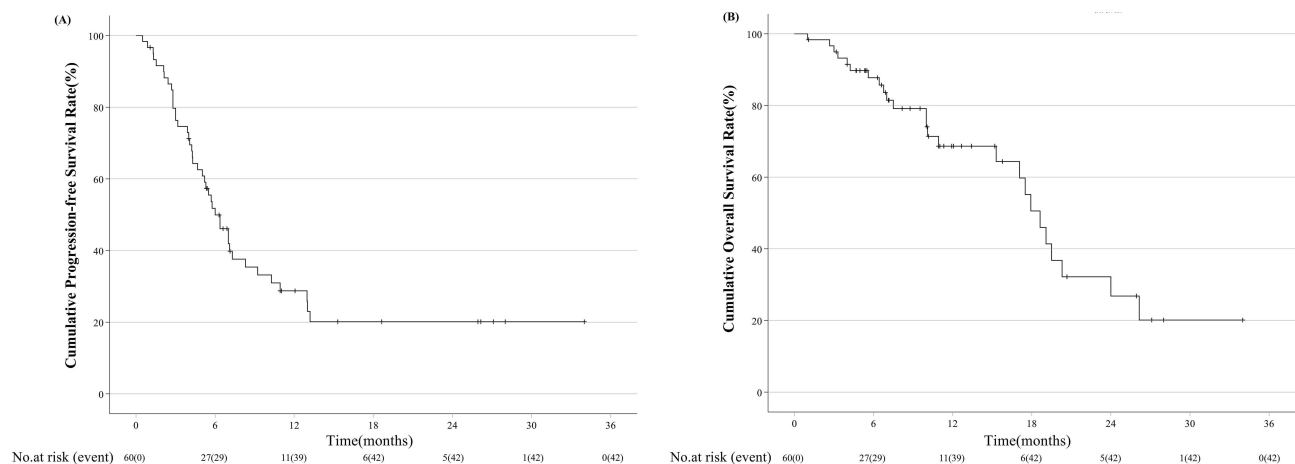 (A)
Cumulative Progression-free Survival Rate(%)
100
80
60
40
20
0
0 6 12 18 24 30 36
Time(months)
No.at risk (event) 60(0) 27(29) 11(39) 6(42) 5(42) 1(42) 0(42)
(B)
Cumulative Overall Survival Rate(%)
100
80
60
40
20
0
0 6 12 18 24 30 36
Time(months)
No.at risk (event) 60(0) 27(29) 11(39) 6(42) 5(42) 1(42) 0(42)